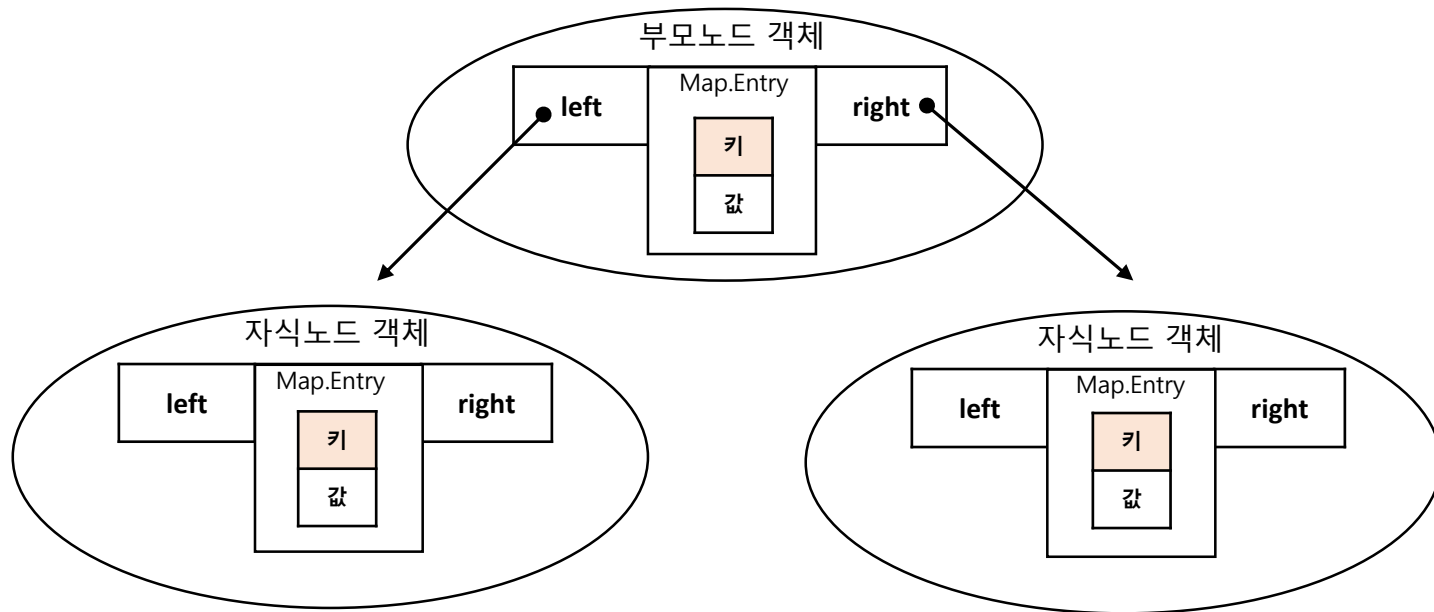 부모노드 객체
left
Map.Entry
right
키
값
자식노드 객체
left
Map.Entry
right
키
값
자식노드 객체
left
Map.Entry
right
키
값